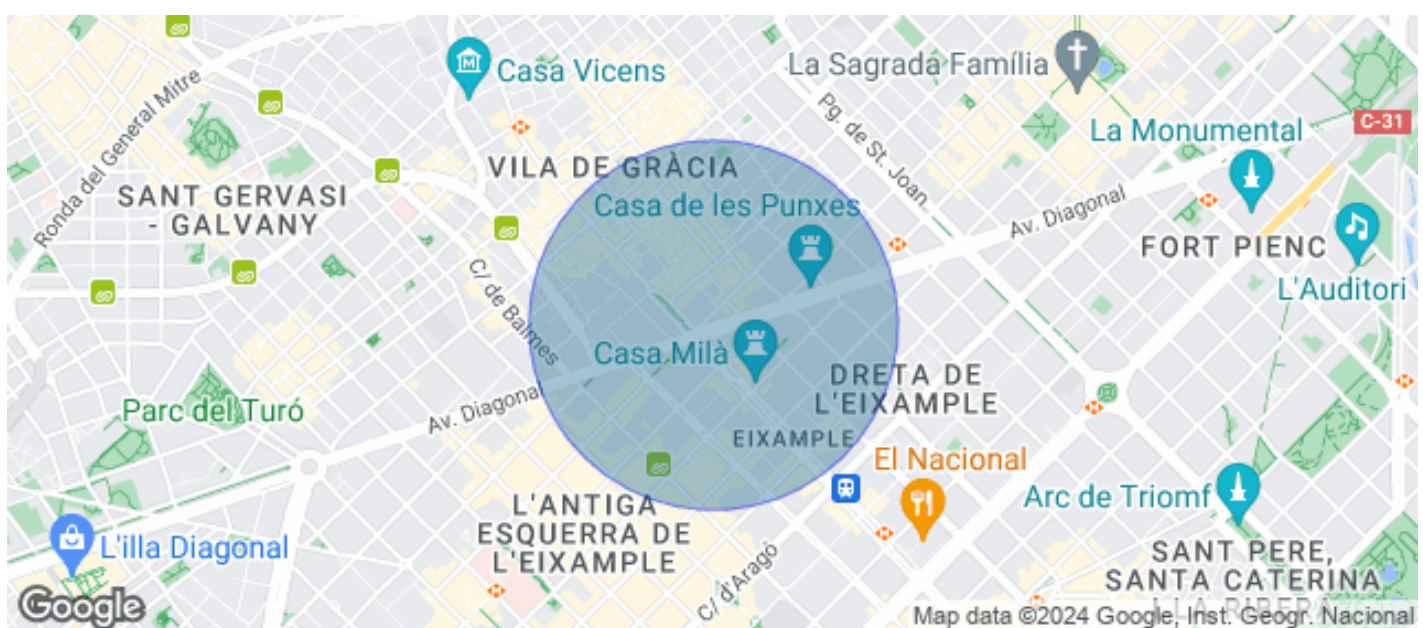 Casa Vicens
La Sagrada Família
Ronda del General Mitre
Pg. de St. Joan
La Monumental
C-31
VILA DE GRÀCIA
SANT GERVASI
- GALVANY
Casa de les Punxes
Av. Diagonal
FORT PIENC
L'Auditori
C/ de Balmes
Casa Milà
DRETA DE
L'EIXAMPLE
Parc del Turó
Av. Diagonal
EIXAMPLE
El Nacional
L'ANTIGA
ESQUERRA DE
L'EIXAMPLE
Arc de Triomf
L'illa Diagonal
C/ d'Aragó
SANT PERE,
SANTA CATERINA
I LA RIBERA
Google
Map data ©2024 Google, Inst. Geogr. Nacional